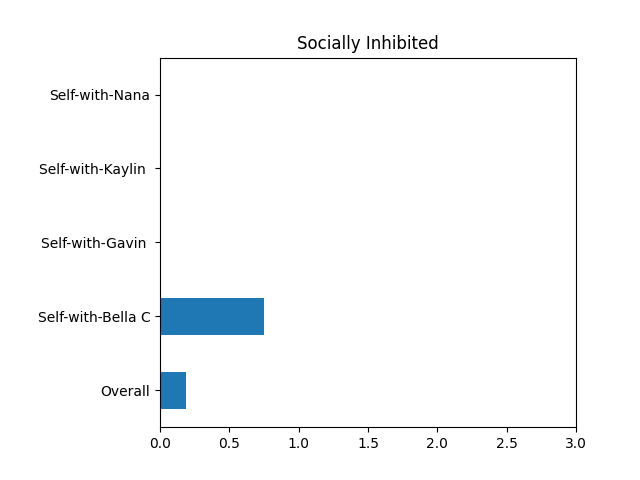 Socially Inhibited
Self-with-Nana
Self-with-Kaylin
Self-with-Gavin
Self-with-Bella C
Overall
0.0 0.5 1.0 1.5 2.0 2.5 3.0